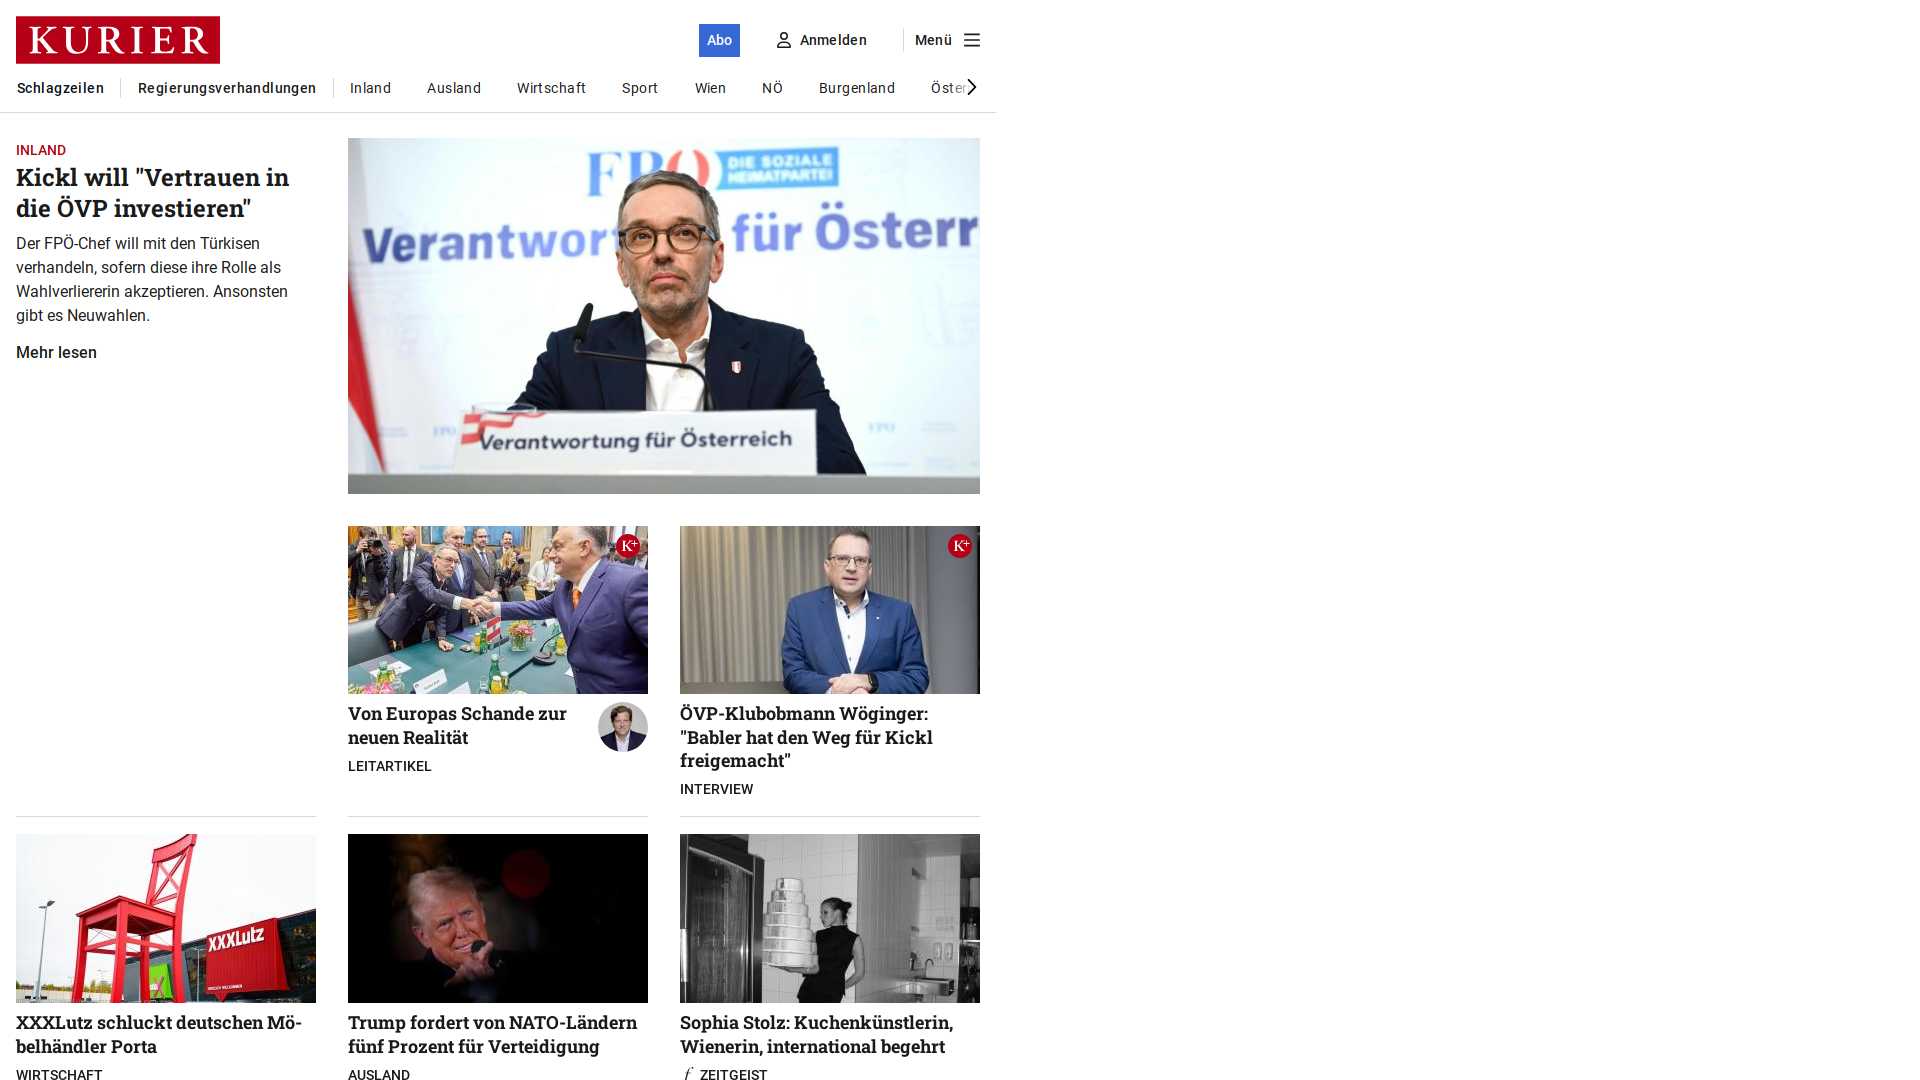 KURIER
Abo
Anmelden
Menü
Schlagzeilen
Regierungsverhandlungen
Inland
Ausland
Wirtschaft
Sport
Wien
NÖ
Burgenland
Öster
INLAND
Kickl will "Vertrauen in
die ÖVP investieren"
Der FPÖ-Chef will mit den Türkisen
verhandeln, sofern diese ihre Rolle als
Wahlverliererin akzeptieren. Ansonsten
gibt es Neuwahlen.
Mehr lesen
FPÖ
DIE SOZIALE
HEIMATPARTEI
für Österr
Verantwortung für Österreich
FPÖ
K+
K+
Von Europas Schande zur
neuen Realität
LEITARTIKEL
ÖVP-Klubobmann Wöginger:
"Babler hat den Weg für Kickl
freigemacht"
INTERVIEW
XXXLutz
XXXLutz schluckt deutschen Mö-
belhändler Porta
WIRTSCHAFT
Trump fordert von NATO-Ländern
fünf Prozent für Verteidigung
AUSLAND
Sophia Stolz: Kuchenkünstlerin,
Wienerin, international begehrt
f ZEITGEIST